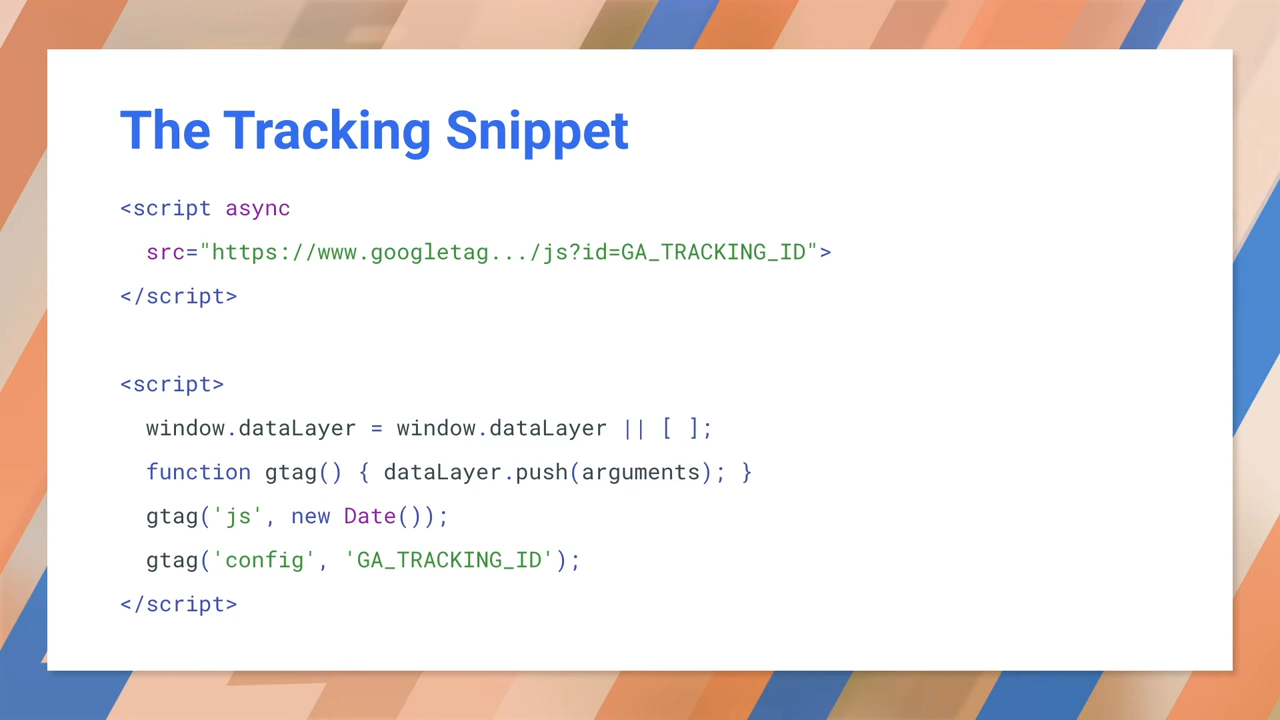 The Tracking Snippet
<script async
src="https://www.googletag.../js?id=GA_TRACKING_ID">
</script>
<script>
window.dataLayer = window.dataLayer || [ ];
function gtag() { dataLayer.push(arguments); }
gtag('js', new Date());
gtag('config', 'GA_TRACKING_ID');
</script>